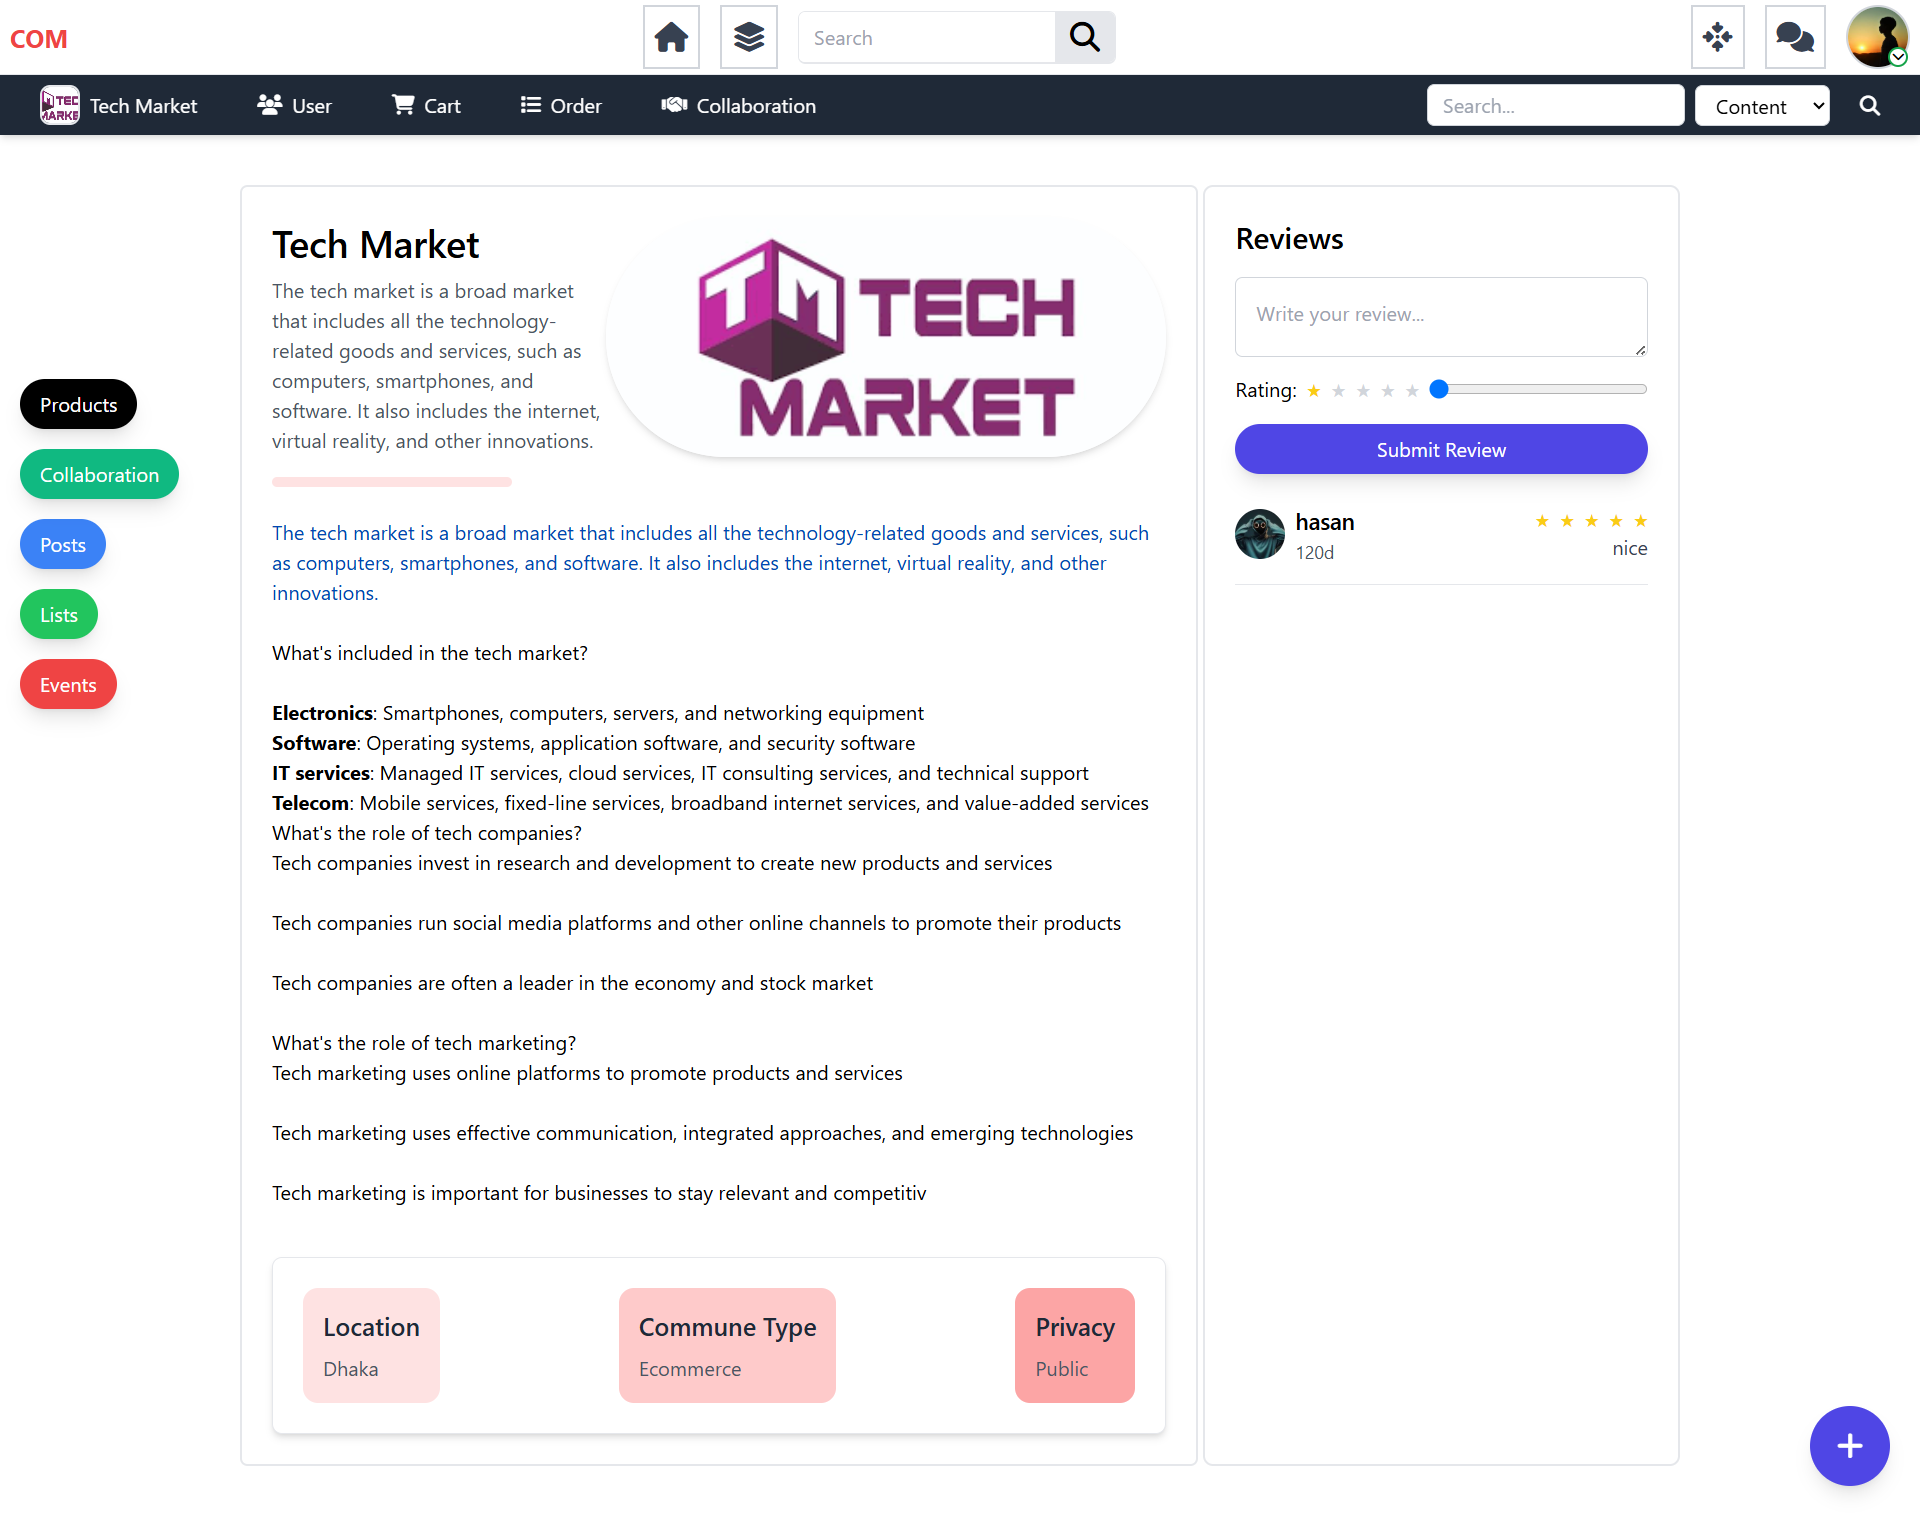 COM
Search
TEC
MARKE
Tech Market
User
Cart
Order
Collaboration
Search...
Content
Products
Collaboration
Posts
Lists
Events
Tech Market
The tech market is a broad market
that includes all the technology-
related goods and services, such as
computers, smartphones, and
software. It also includes the internet,
virtual reality, and other innovations.
TM TECH
MARKET
The tech market is a broad market that includes all the technology-related goods and services, such
as computers, smartphones, and software. It also includes the internet, virtual reality, and other
innovations.
What's included in the tech market?
Electronics: Smartphones, computers, servers, and networking equipment
Software: Operating systems, application software, and security software
IT services: Managed IT services, cloud services, IT consulting services, and technical support
Telecom: Mobile services, fixed-line services, broadband internet services, and value-added services
What's the role of tech companies?
Tech companies invest in research and development to create new products and services
Tech companies run social media platforms and other online channels to promote their products
Tech companies are often a leader in the economy and stock market
What's the role of tech marketing?
Tech marketing uses online platforms to promote products and services
Tech marketing uses effective communication, integrated approaches, and emerging technologies
Tech marketing is important for businesses to stay relevant and competitiv
Location
Dhaka
Commune Type
Ecommerce
Privacy
Public
Reviews
Write your review...
Rating:
Submit Review
hasan
120d
nice